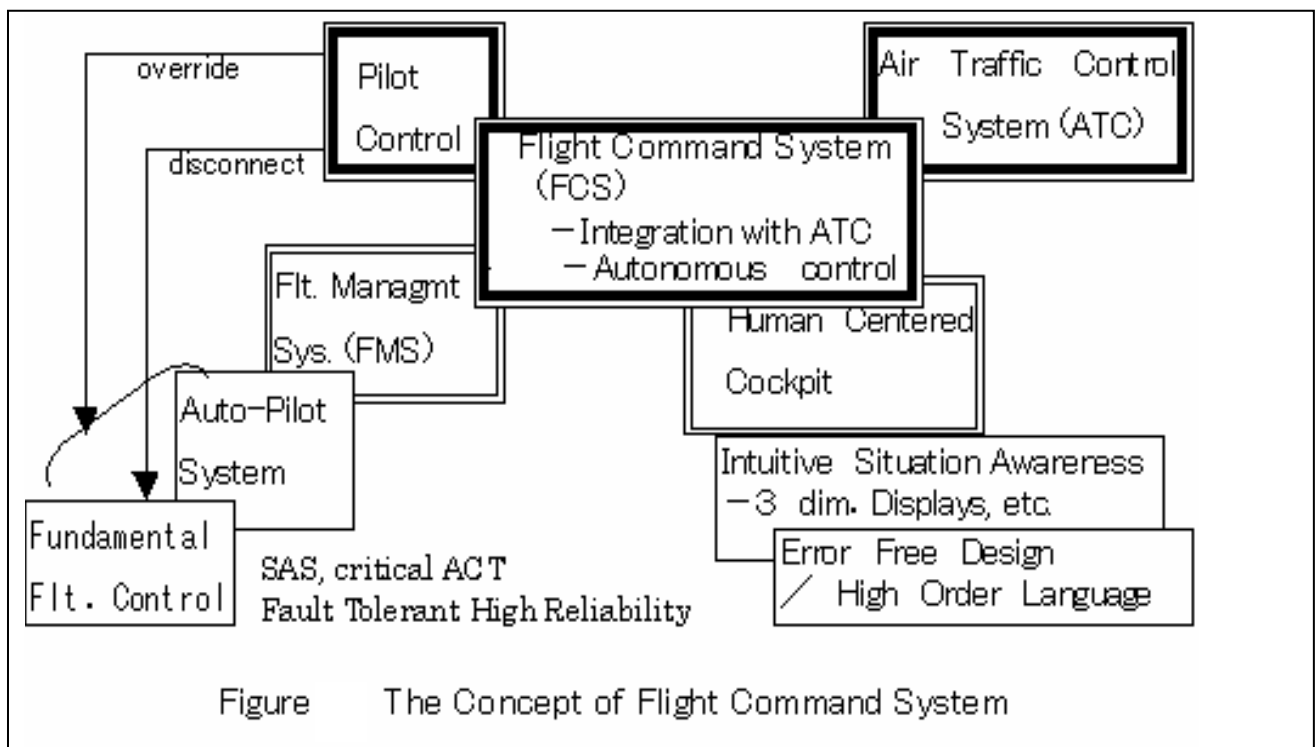 override
disconnect
Pilot
Control
Air Traffic Control
System (ATC)
Flight Command System
(FCS)
－Integration with ATC
－Autonomous control
Flt. Managmt
Sys. (FMS)
Human Centered
Cockpit
Auto-Pilot
System
Intuitive Situation Awareness
－3 dim. Displays, etc.
Fundamental
Flt. Control
Error Free Design
／ High Order Language
SAS, critical ACT
Fault Tolerant High Reliability
Figure The Concept of Flight Command System